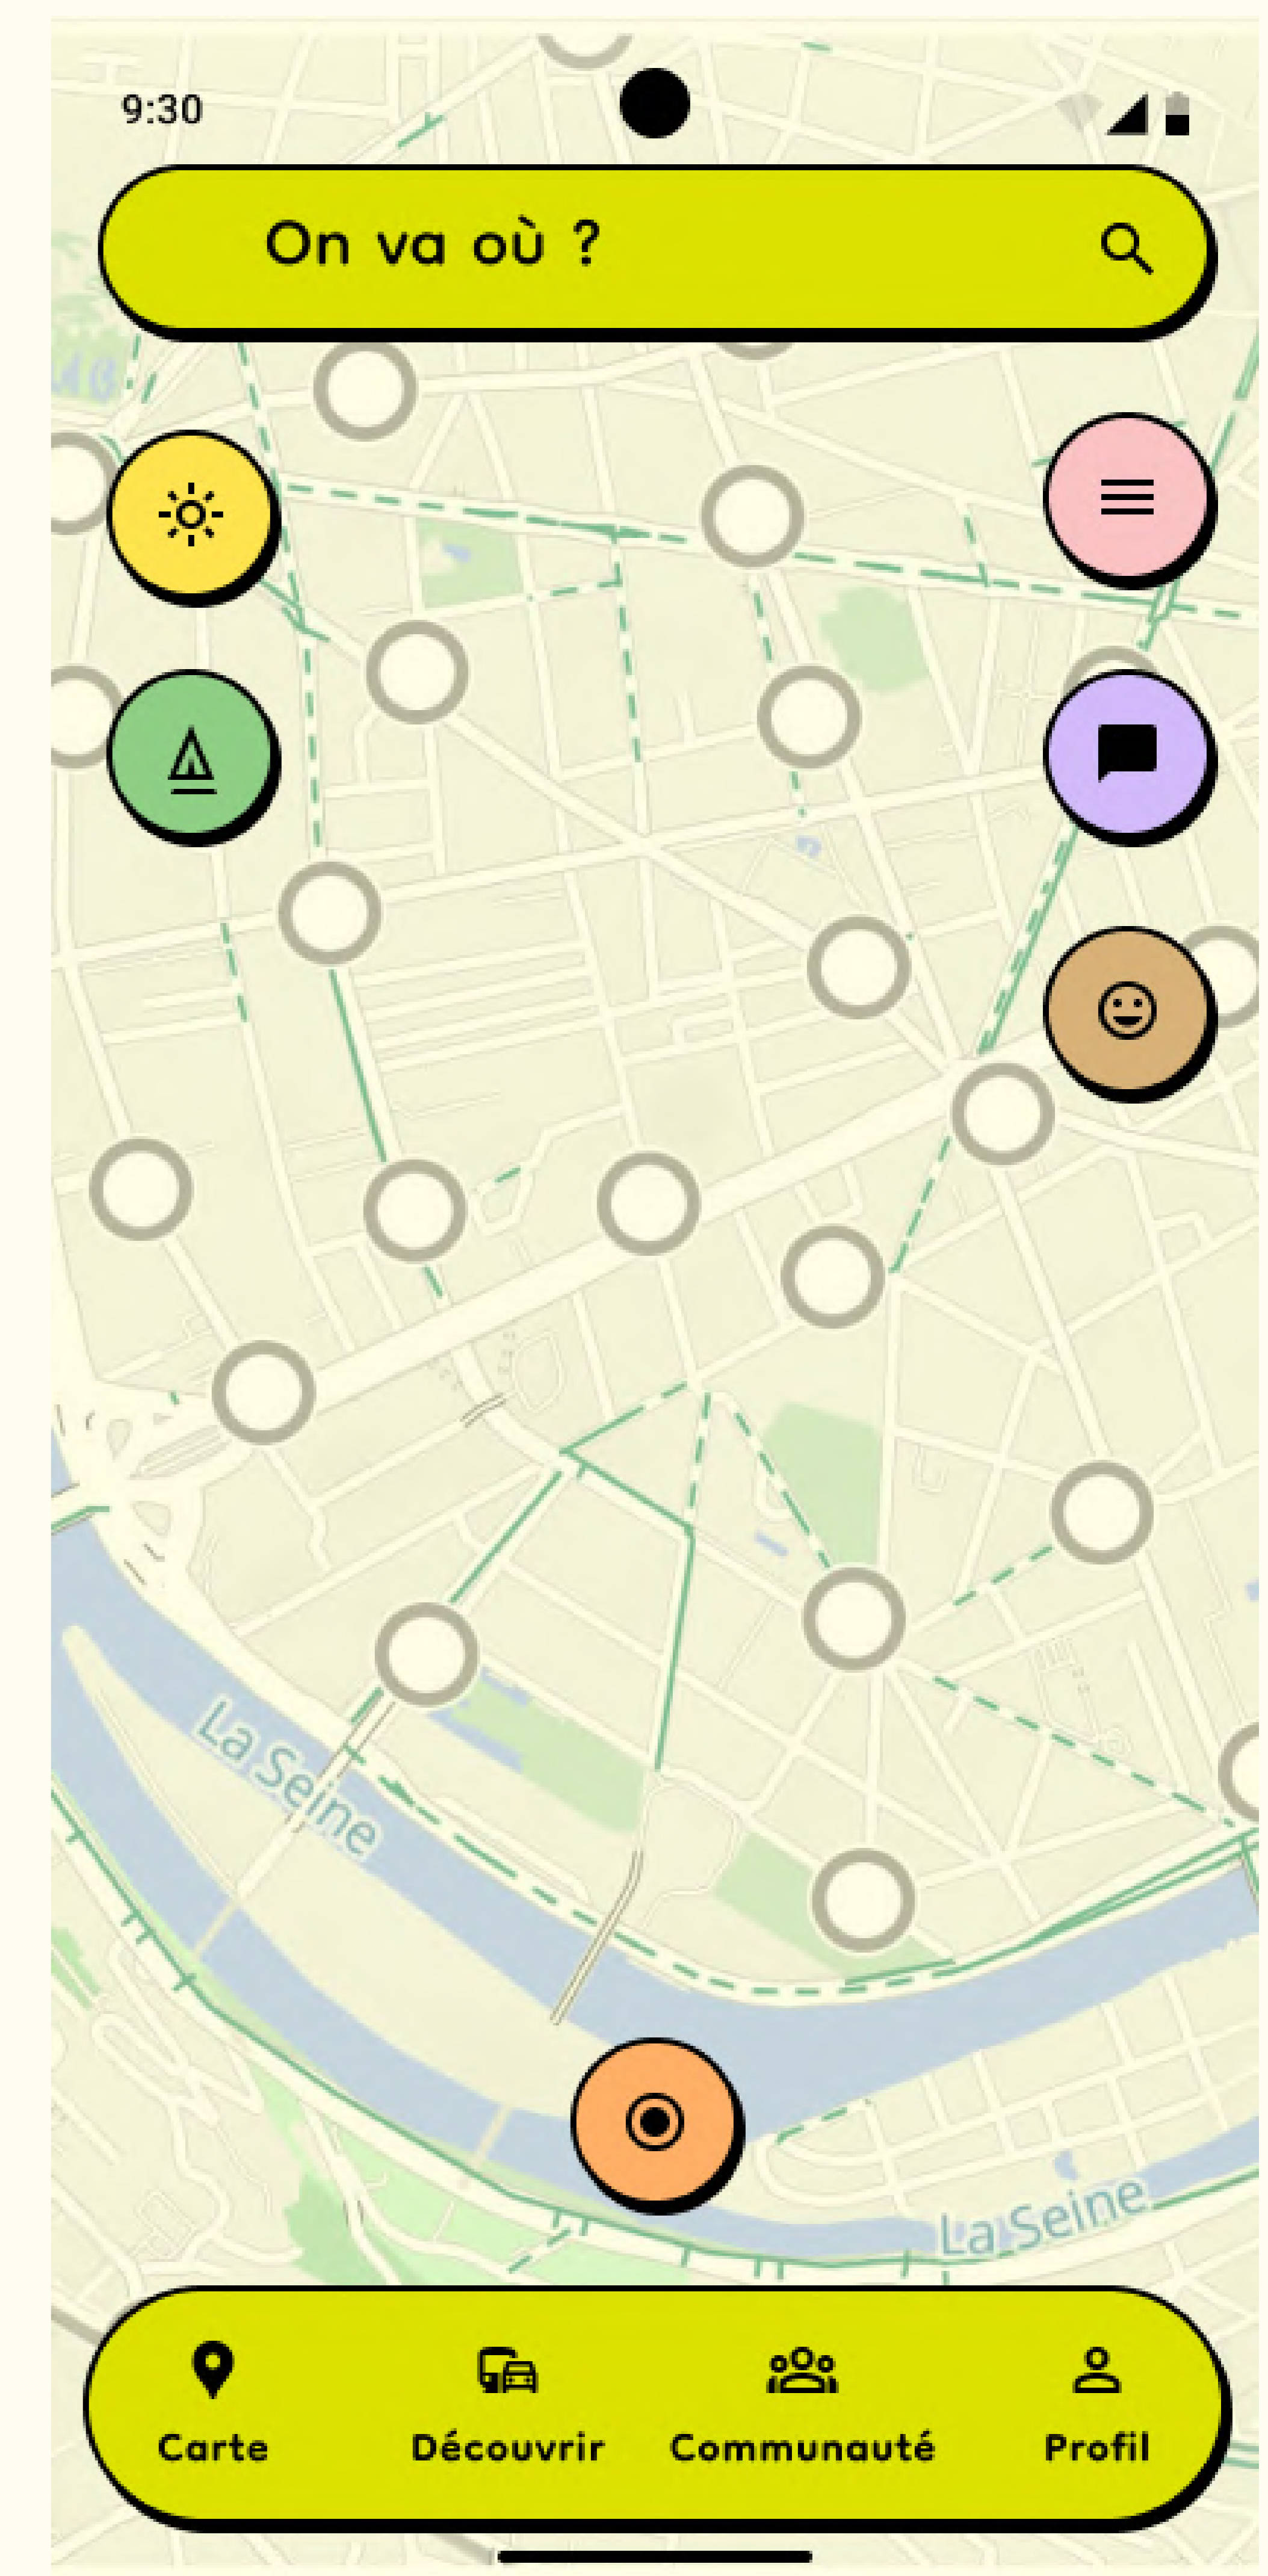 9:30
On va où ?
La Seine
La Seine
Carte
Découvrir
Communauté
Profil